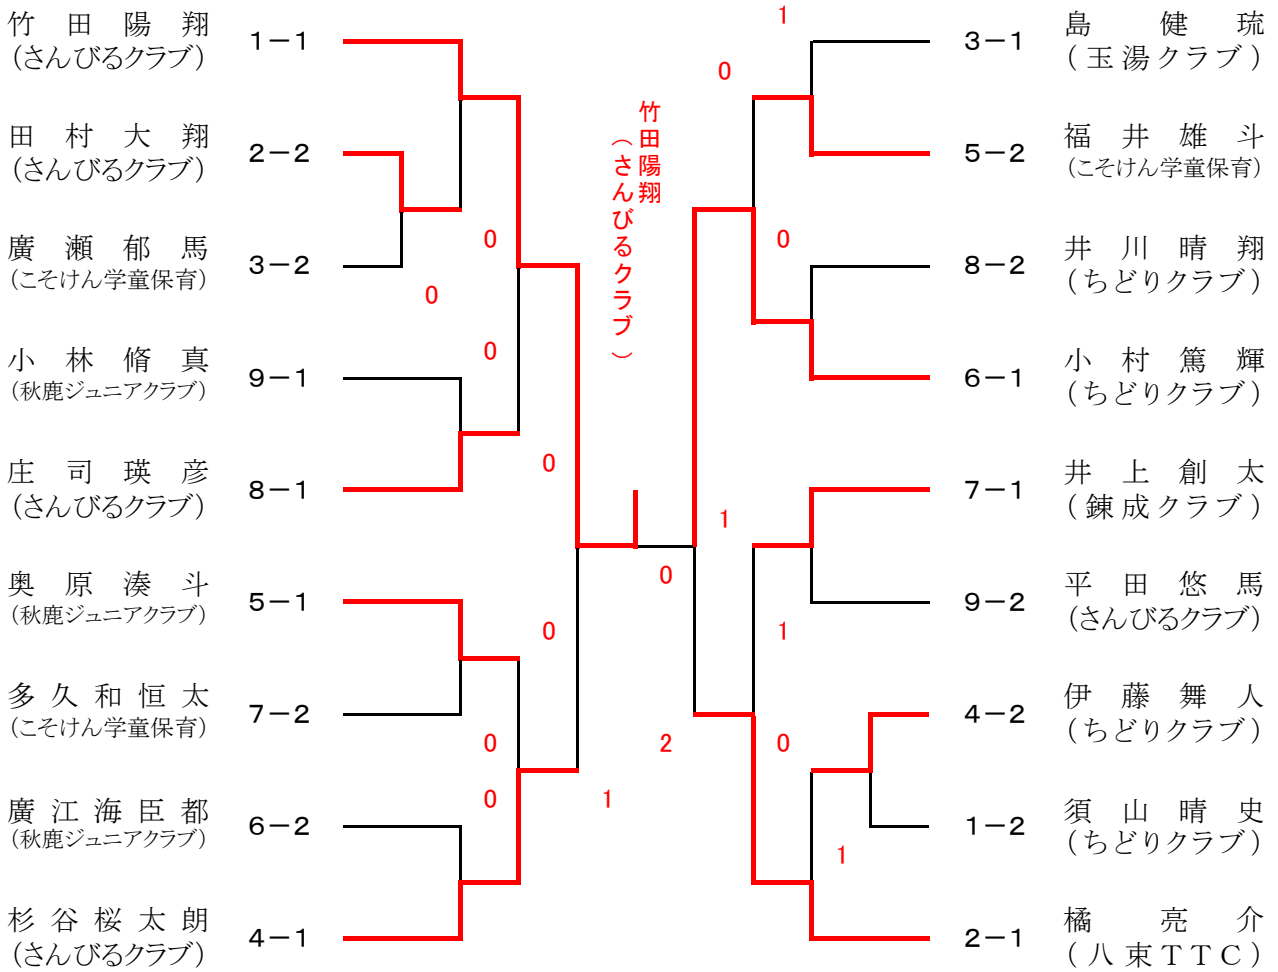 竹田陽翔
(さんびるクラブ)
1－1
田村大翔
(さんびるクラブ)
2－2
廣瀬郁馬
(こそけん学童保育)
3－2
小林脩真
(秋鹿ジュニアクラブ)
9－1
庄司瑛彦
(さんびるクラブ)
8－1
奥原湊斗
(秋鹿ジュニアクラブ)
5－1
多久和恒太
(こそけん学童保育)
7－2
廣江海臣都
(秋鹿ジュニアクラブ)
6－2
杉谷桜太朗
(さんびるクラブ)
4－1
0
0
0
0
0
0
0
1
竹田陽翔
(さんびるクラブ)
0
2
1
0
0
1
1
0
1
3－1
島健琉
(玉湯クラブ)
5－2
福井雄斗
(こそけん学童保育)
8－2
井川晴翔
(ちどりクラブ)
6－1
小村篤輝
(ちどりクラブ)
7－1
井上創太
(錬成クラブ)
9－2
平田悠馬
(さんびるクラブ)
4－2
伊藤舞人
(ちどりクラブ)
1－2
須山晴史
(ちどりクラブ)
2－1
橘亮介
(八束TTC)